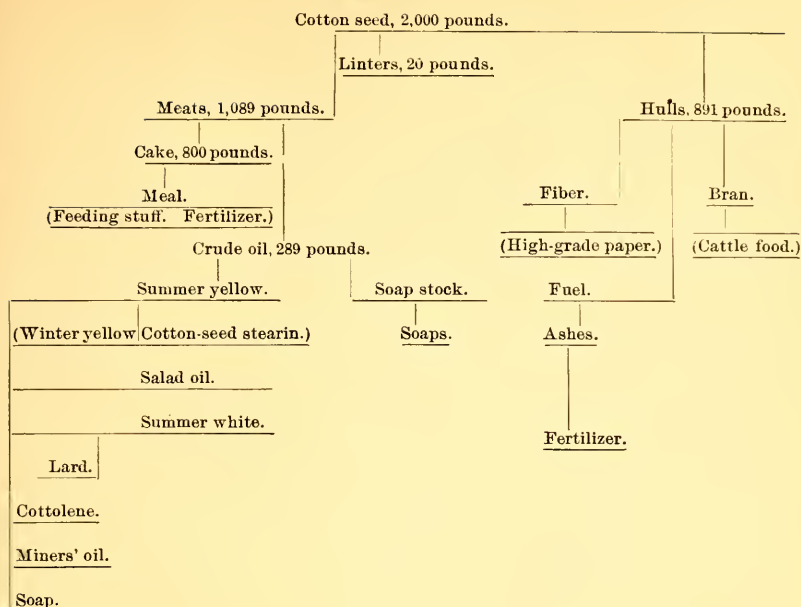 Cotton seed, 2,000 pounds.
Linters, 20 pounds.
Meats, 1,089 pounds.
Hulls, 891 pounds.
Cake, 800 pounds.
Meal.
Fiber.
Bran.
(Feeding stuff. Fertilizer.)
Crude oil, 289 pounds.
(High-grade paper.)
(Cattle food.)
Summer yellow.
Soap stock.
Fuel.
(Winter yellow Cotton-seed stearin.)
Soaps.
Ashes.
Salad oil.
Summer white.
Fertilizer.
Lard.
Cottolene.
Miners' oil.
Soap.